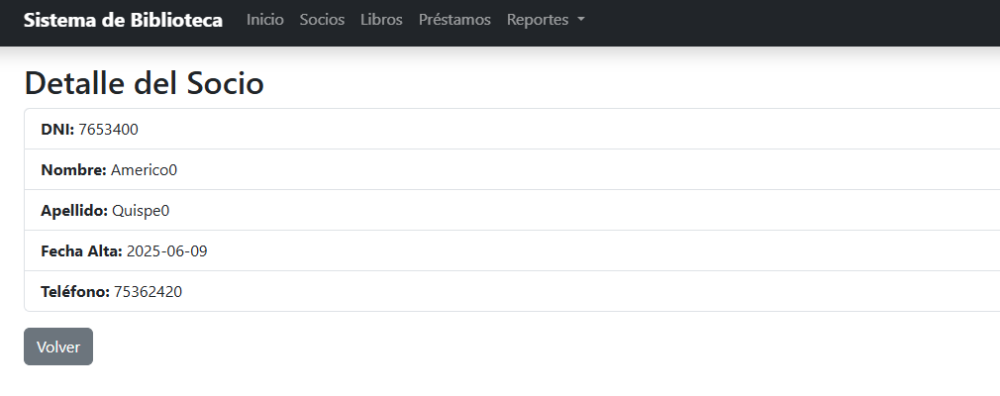 Sistema de Biblioteca Inicio Socios Libros Préstamos Reportes
Detalle del Socio
DNI: 7653400
Nombre: Americo0
Apellido: Quispe0
Fecha Alta: 2025-06-09
Teléfono: 75362420
Volver